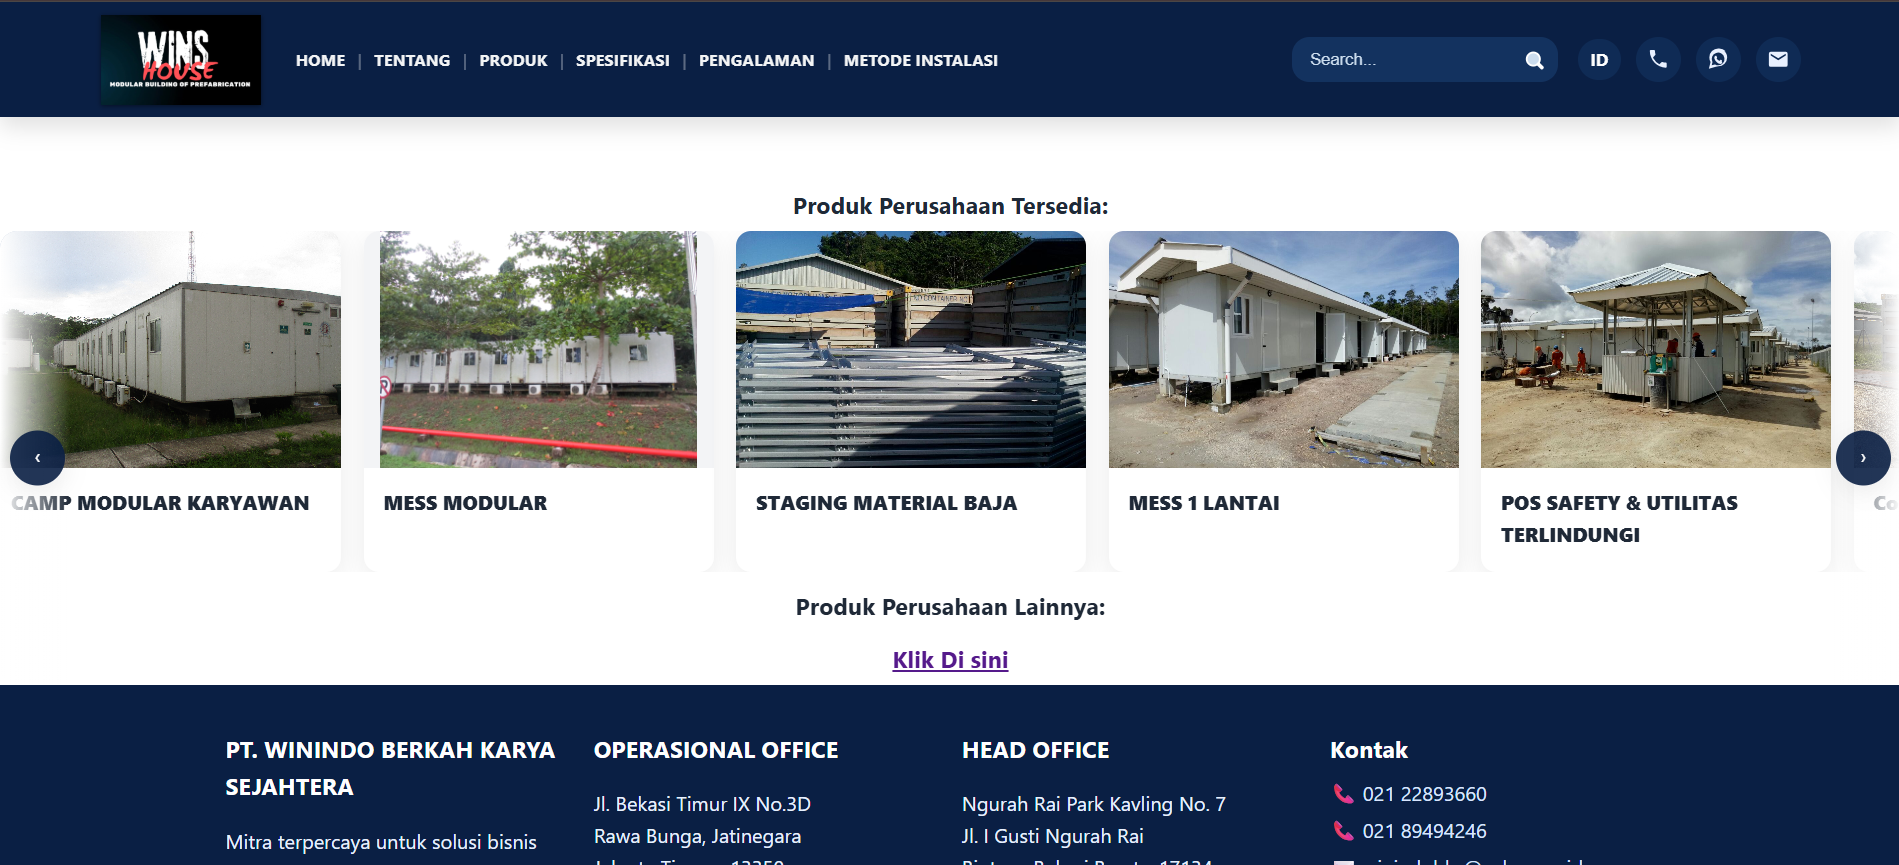 WINS
HOUSE
MODULAR BUILDING OF PREFABRICATION
HOME | TENTANG | PRODUK | SPESIFIKASI | PENGALAMAN | METODE INSTALASI
Search...
ID
Produk Perusahaan Tersedia:
CAMP MODULAR KARYAWAN
MESS MODULAR
STAGING MATERIAL BAJA
MESS 1 LANTAI
POS SAFETY & UTILITAS
TERLINDUNGI
Produk Perusahaan Lainnya:
Klik Di sini
PT. WININDO BERKAH KARYA
SEJAHTERA
Mitra terpercaya untuk solusi bisnis
OPERASIONAL OFFICE
Jl. Bekasi Timur IX No.3D
Rawa Bunga, Jatinegara
HEAD OFFICE
Ngurah Rai Park Kavling No. 7
Jl. I Gusti Ngurah Rai
Kontak
021 22893660
021 89494246